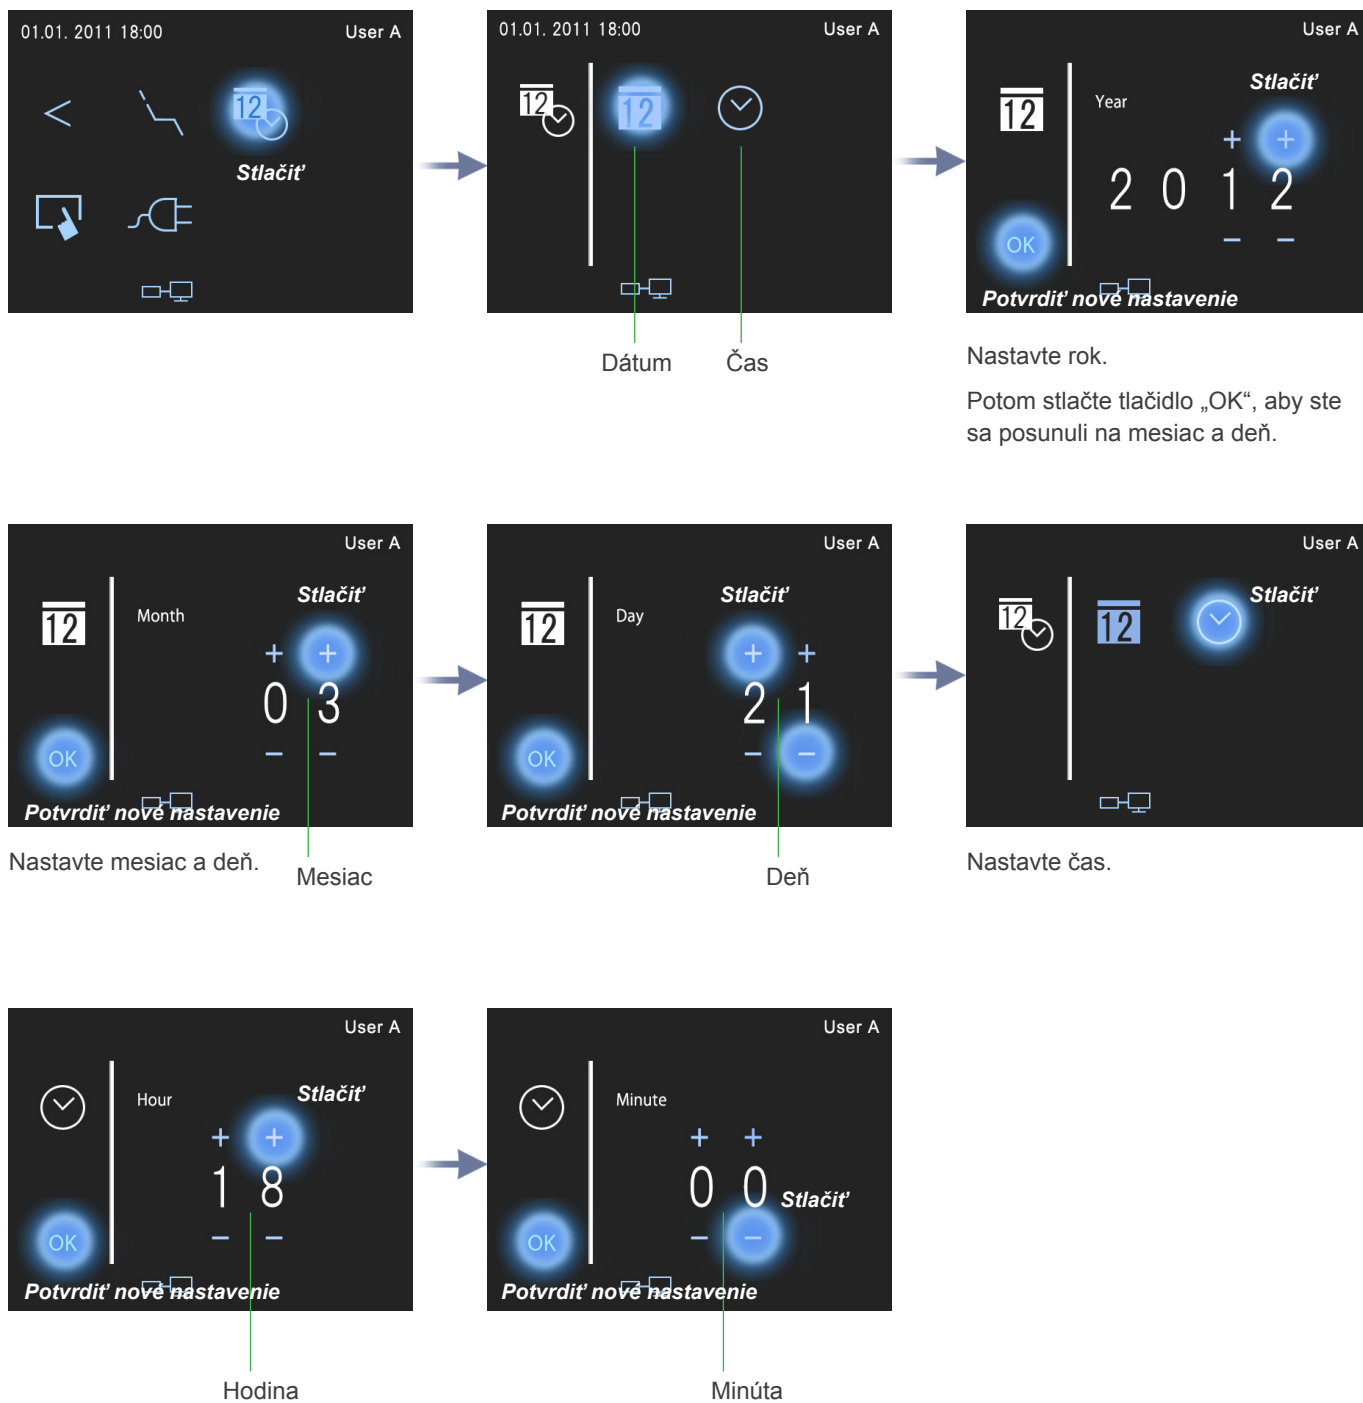 01.01. 2011 18:00 User A
<
12
Stlačiť
01.01. 2011 18:00 User A
12
12
Dátum
Čas
User A
Stlačiť
12
Year
+ +
2 0 1 2
OK
− −
Potvrdiť nové nastavenie
Nastavte rok.
Potom stlačte tlačidlo „OK“, aby ste
sa posunuli na mesiac a deň.
User A
Stlačiť
12
Month
+ +
0 3
OK
− −
Potvrdiť nové nastavenie
Nastavte mesiac a deň.
Mesiac
User A
Stlačiť
12
Day
+ +
2 1
OK
− −
Potvrdiť nové nastavenie
Deň
User A
Stlačiť
12
12
Nastavte čas.
User A
Stlačiť
Hour
+ +
1 8
OK
− −
Potvrdiť nové nastavenie
Hodina
User A
Minute
+ +
0 0
Stlačiť
OK
− −
Potvrdiť nové nastavenie
Minúta